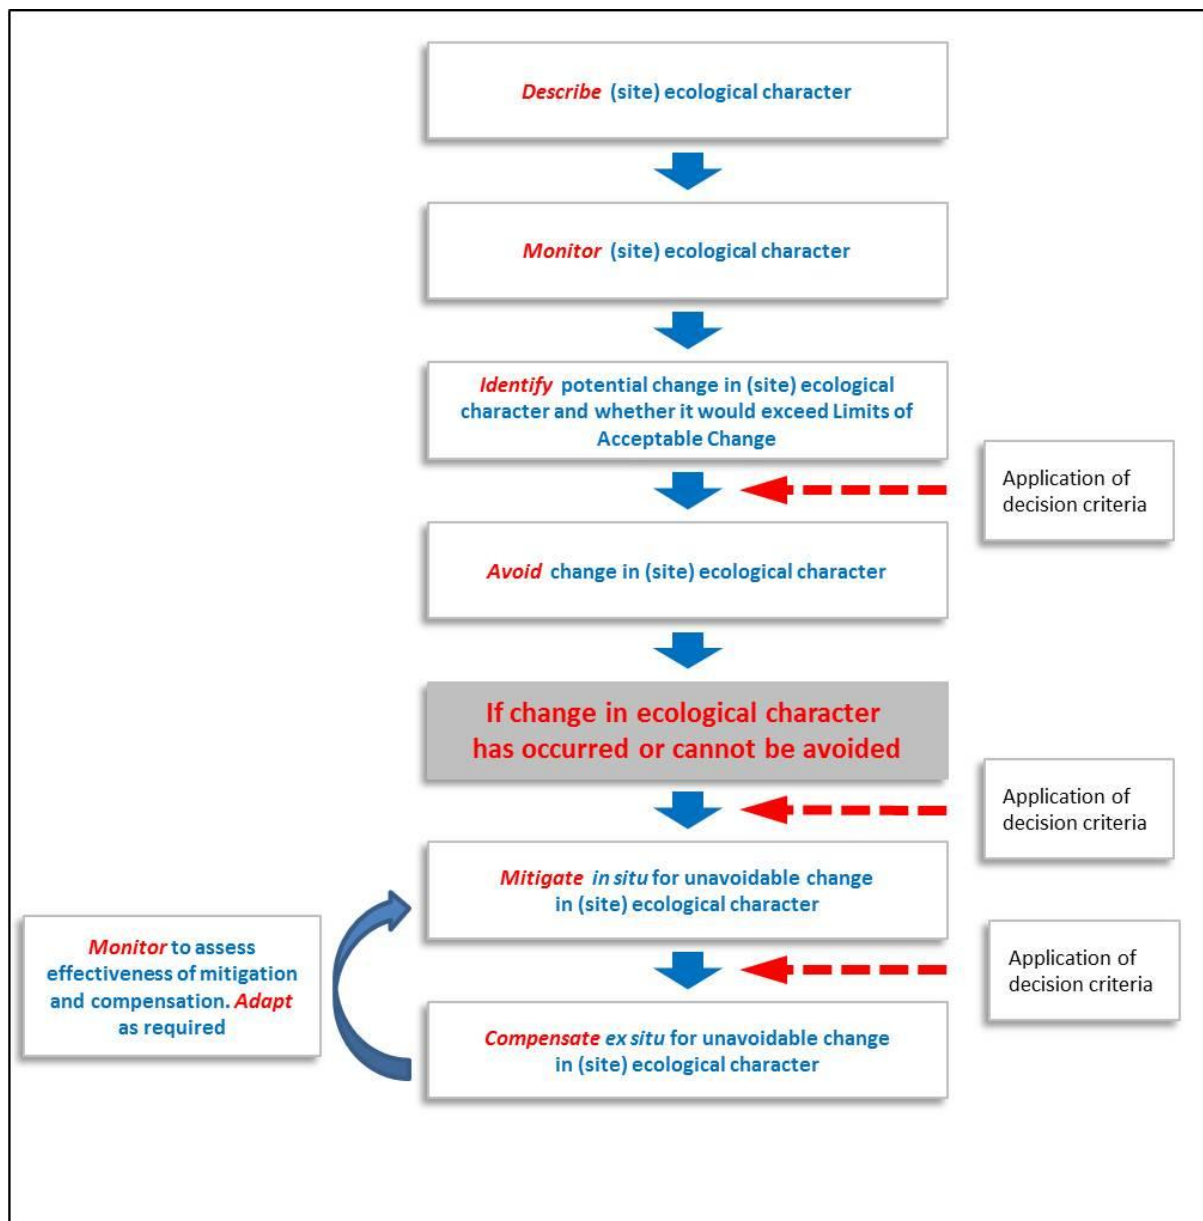 Describe (site) ecological character
Monitor (site) ecological character
Identify potential change in (site) ecological
character and whether it would exceed Limits of
Acceptable Change
Application of
decision criteria
Avoid change in (site) ecological character
If change in ecological character
has occurred or cannot be avoided
Application of
decision criteria
Mitigate in situ for unavoidable change
in (site) ecological character
Monitor to assess
effectiveness of mitigation
and compensation. Adapt
as required
Application of
decision criteria
Compensate ex situ for unavoidable change
in (site) ecological character